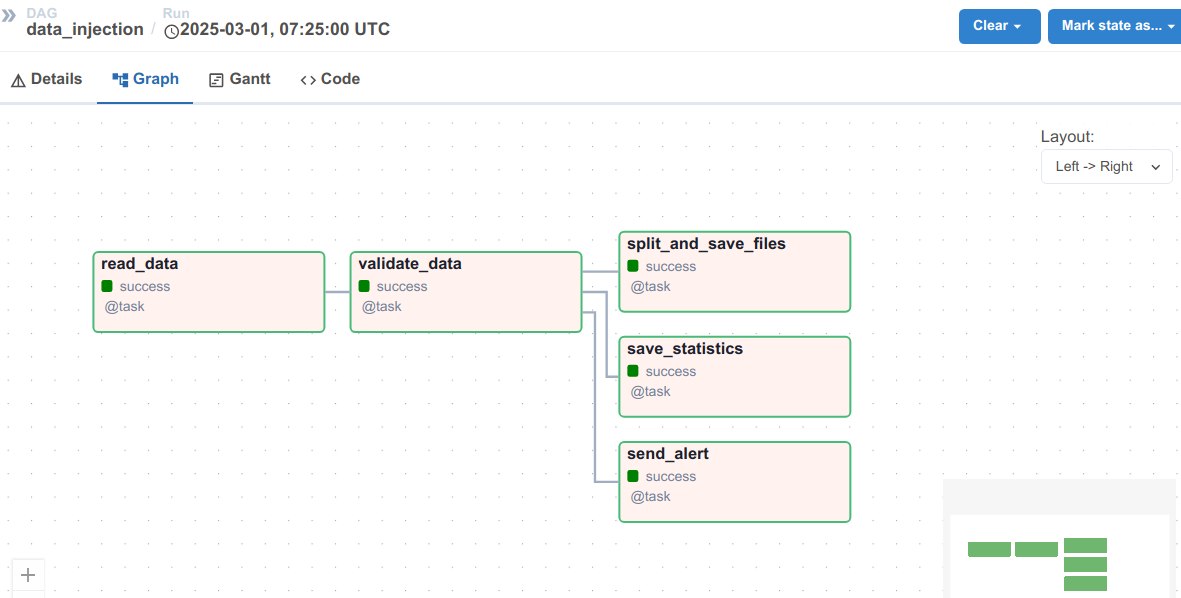 DAG
data_injection
/
Run
2025-03-01, 07:25:00 UTC
Clear
Mark state as...
Details
Graph
Gantt
Code
Layout:
Left -> Right
read_data
success
@task
validate_data
success
@task
split_and_save_files
success
@task
save_statistics
success
@task
send_alert
success
@task